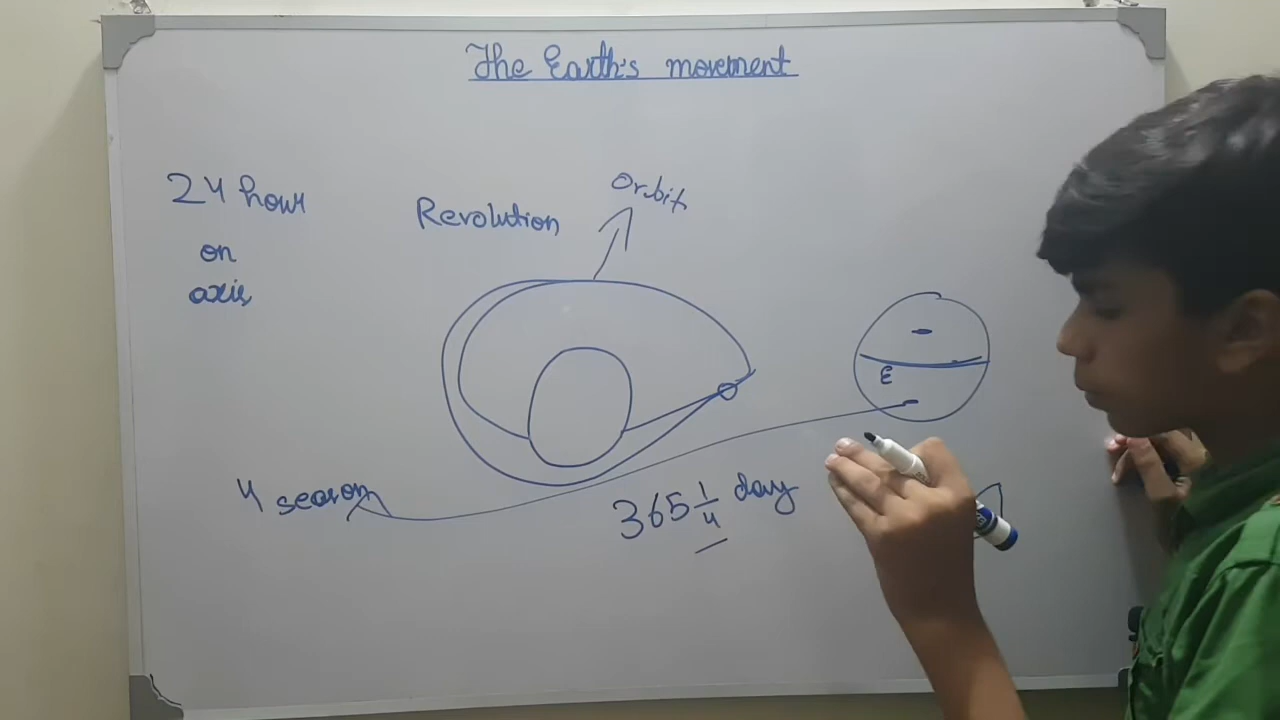 The Earth's movement
24 hour
on
axis
Revolution
Orbit
E
4 season
365 1/4 day